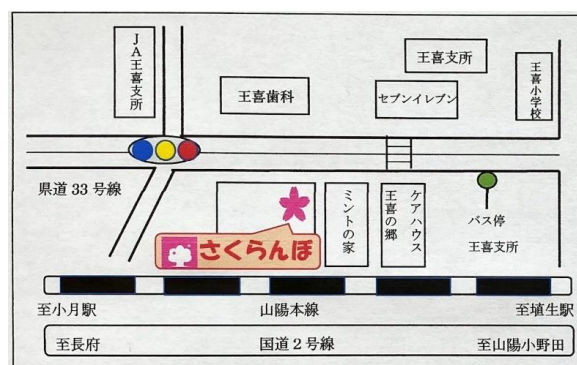 JA王喜支所
王喜歯科
王喜支所
セブンイレブン
王喜小学校
県道33号線
さくらんぼ
ミントの家
ケアハウス
王喜の郷
バス停
王喜支所
至小月駅
山陽本線
至埴生駅
至長府
国道2号線
至山陽小野田